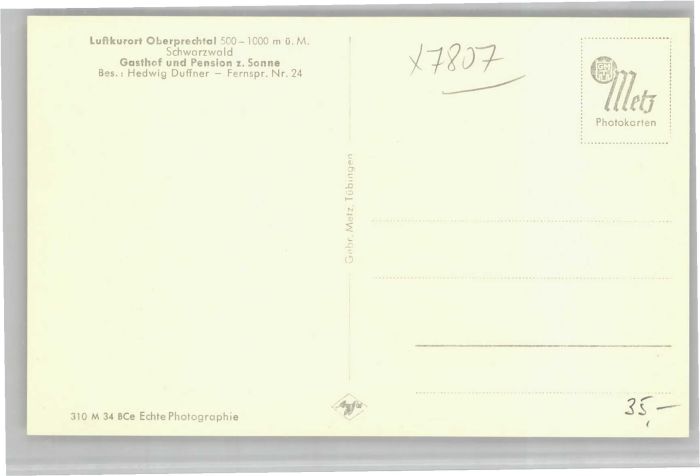 Luftkurort Oberprechtal 500–1000 m ü. M.
Schwarzwald
Gasthof und Pension z. Sonne
Bes.: Hedwig Duffner – Fernspr. Nr. 24
x7807
Metz
Photokarten
Gebr. Metz, Tübingen
310 M 34 BCe Echte Photographie
Agfa
35,—